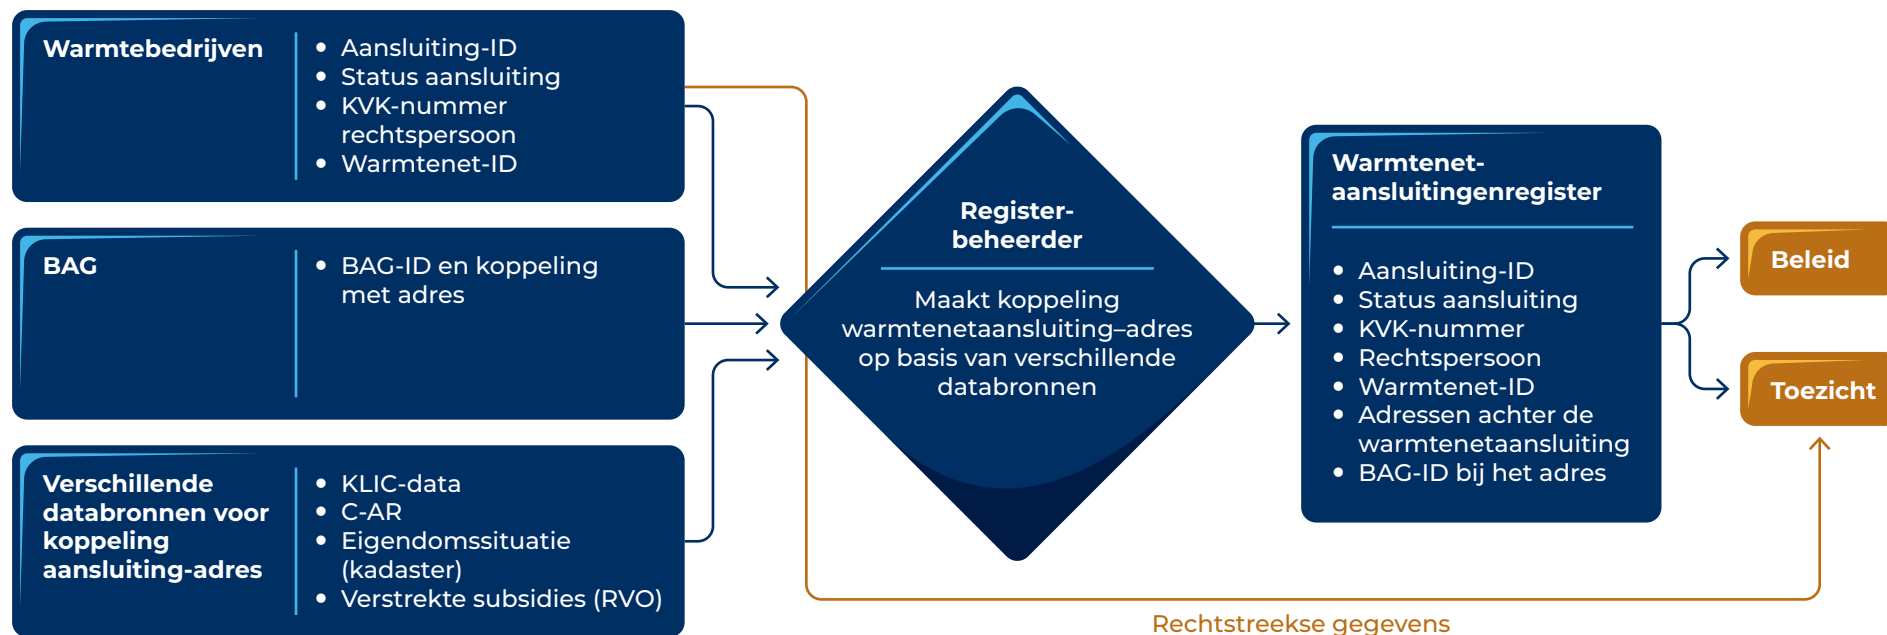 Warmtebedrijven
Aansluiting-ID
Status aansluiting
KVK-nummer
rechtspersoon
Warmtenet-ID
BAG
BAG-ID en koppeling
met adres
Verschillende
databronnen voor
koppeling
aansluiting-adres
KLIC-data
C-AR
Eigendomssituatie
(kadaster)
Verstrekte subsidies (RVO)
Register-
beheerder
Maakt koppeling
warmtenetaansluiting–adres
op basis van verschillende
databronnen
Warmtenet-
aansluitingenregister
Aansluiting-ID
Status aansluiting
KVK-nummer
Rechtspersoon
Warmtenet-ID
Adressen achter de
warmtenetaansluiting
BAG-ID bij het adres
Beleid
Toezicht
Rechtstreekse gegevens